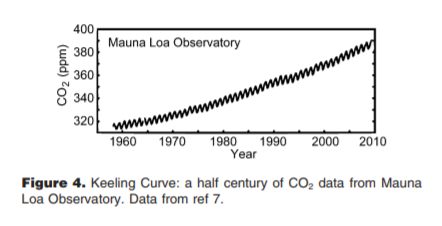 400
Mauna Loa Observatory
380
360
340
320
CO₂ (ppm)
1960 1970 1980 1990 2000 2010
Year
Figure 4. Keeling Curve: a half century of CO₂ data from Mauna
Loa Observatory. Data from ref 7.